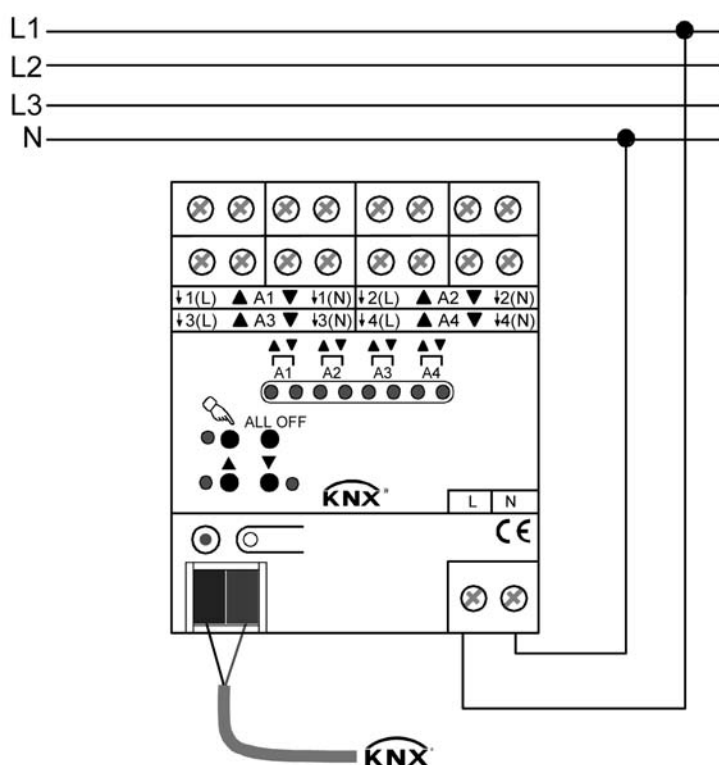 L1
L2
L3
N
↓1(L) ▲ A1 ▼ ↓1(N) ↓2(L) ▲ A2 ▼ ↓2(N)
↓3(L) ▲ A3 ▼ ↓3(N) ↓4(L) ▲ A4 ▼ ↓4(N)
▲▼ ▲▼ ▲▼ ▲▼
A1 A2 A3 A4
ALL OFF
▲ ▼
KNX®
L N
CE
KNX